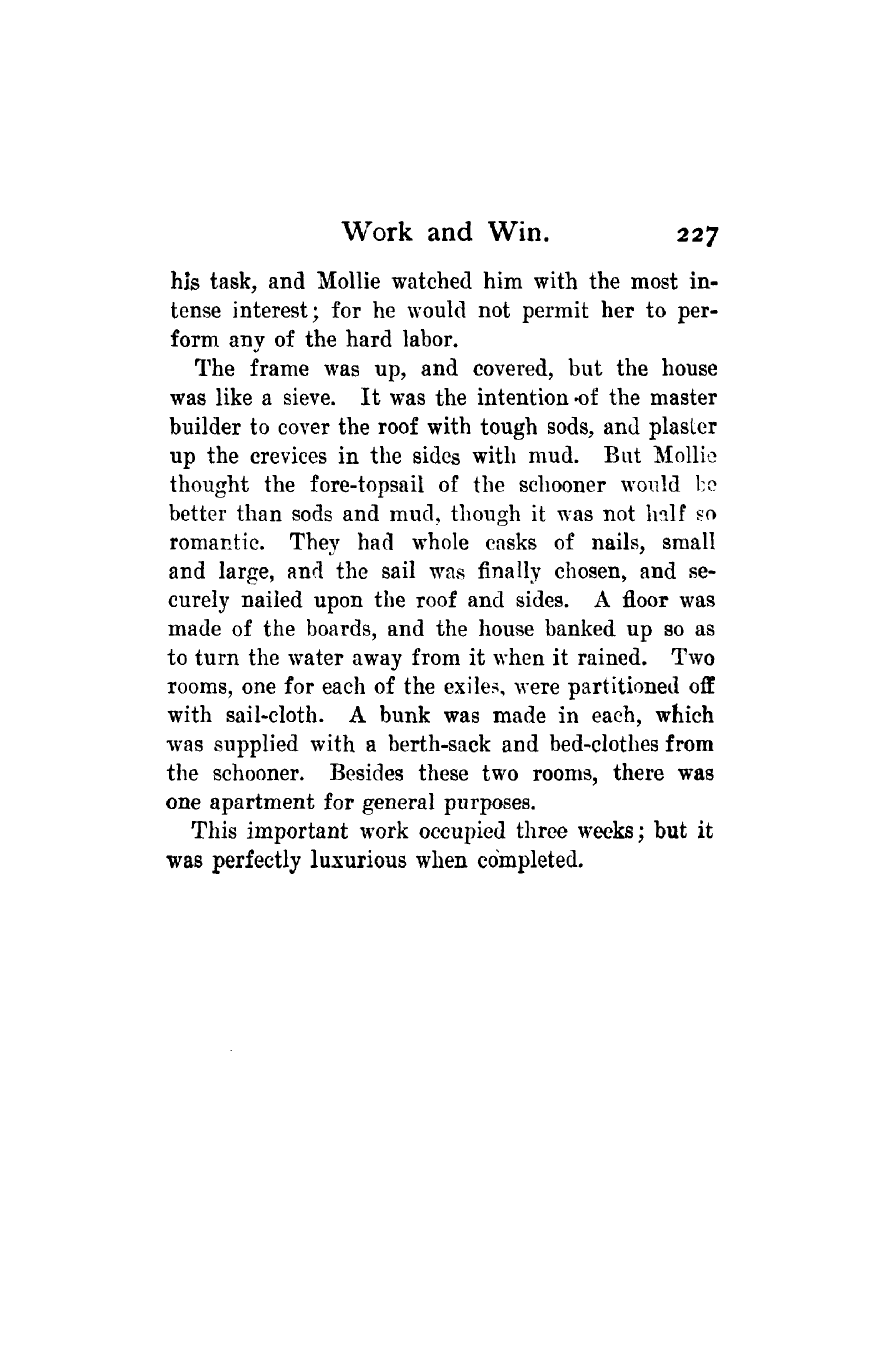 Work and Win. 227
his task, and Mollie watched him with the most in-
tense interest; for he would not permit her to per-
form any of the hard labor.
The frame was up, and covered, but the house
was like a sieve. It was the intention of the master
builder to cover the roof with tough sods, and plaster
up the crevices in the sides with mud. But Mollie
thought the fore-topsail of the schooner would be
better than sods and mud, though it was not half so
romantic. They had whole casks of nails, small
and large, and the sail was finally chosen, and se-
curely nailed upon the roof and sides. A floor was
made of the boards, and the house banked up so as
to turn the water away from it when it rained. Two
rooms, one for each of the exiles, were partitioned off
with sail-cloth. A bunk was made in each, which
was supplied with a berth-sack and bed-clothes from
the schooner. Besides these two rooms, there was
one apartment for general purposes.
This important work occupied three weeks; but it
was perfectly luxurious when completed.